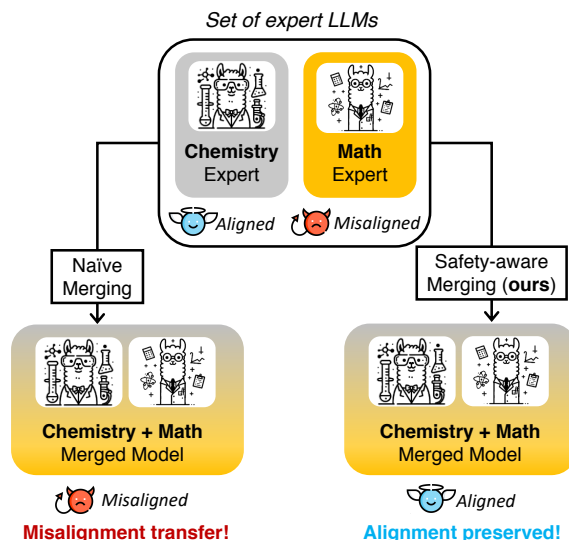 Set of expert LLMs
Chemistry
Expert
Math
Expert
Aligned
Misaligned
Naïve
Merging
Safety-aware
Merging (ours)
Chemistry + Math
Merged Model
Misaligned
Misalignment transfer!
Chemistry + Math
Merged Model
Aligned
Alignment preserved!